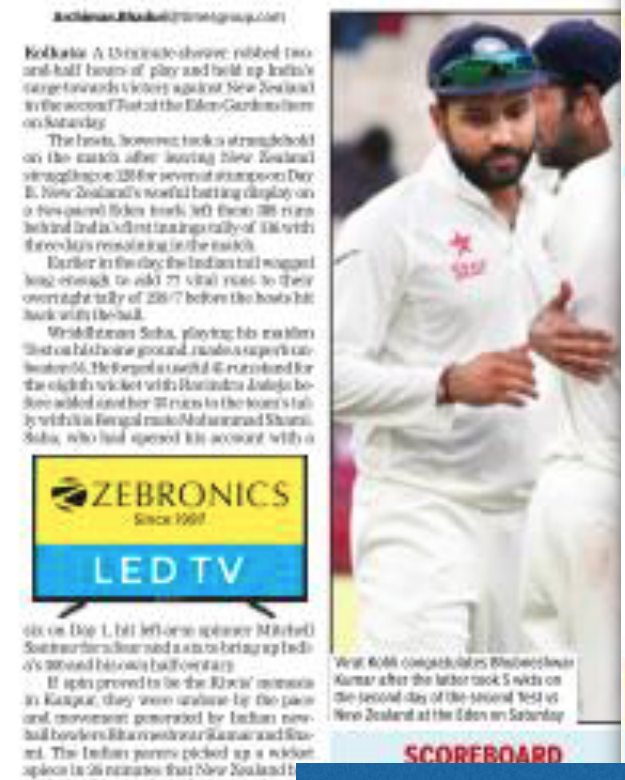 Archiman.Bhaduri@timesgroup.com
Kolkata: A 15-minute shower robbed two-
and-half hours of play and held up India's
surge towards victory against New Zealand
in the second Test at the Eden Gardens here
on Saturday.
The hosts, however, took a stranglehold
on the match after leaving New Zealand
struggling on 128 for seven at stumps on Day
II. New Zealand's woeful batting display on
a two-paced Eden track left them 188 runs
behind India's first innings tally of 316 with
three days remaining in the match.
Earlier in the day, the Indian tail wagged
long enough to add 77 vital runs to their
overnight tally of 239/7 before the hosts hit
back with the ball.
Wriddhiman Saha, playing his maiden
Test on his home ground, made a superb un-
beaten 54. He forged a useful 41-run stand for
the eighth wicket with Ravindra Jadeja be-
fore added another 35 runs to the team's tal-
ly with his Bengal mate Mohammad Shami.
Saha, who had opened his account with a
ZEBRONICS
Since 1997
LED TV
six on Day 1, hit left-arm spinner Mitchell
Santner for a four and a six to bring up Indi-
a's 300 and his own half century.
If spin proved to be the Kiwis' nemesis
in Kanpur, they were undone by the pace
and movement generated by Indian new-
ball bowlers Bhuvneshwar Kumar and Sha-
mi. The Indian pacers picked up a wicket
apiece in 26 minutes that New Zealand
Star
Virat Kohli congratulates Bhubneshwar
Kumar after the latter took 5 wkts on
the second day of the second Test vs
New Zealand at the Eden on Saturday
SCOREBOARD